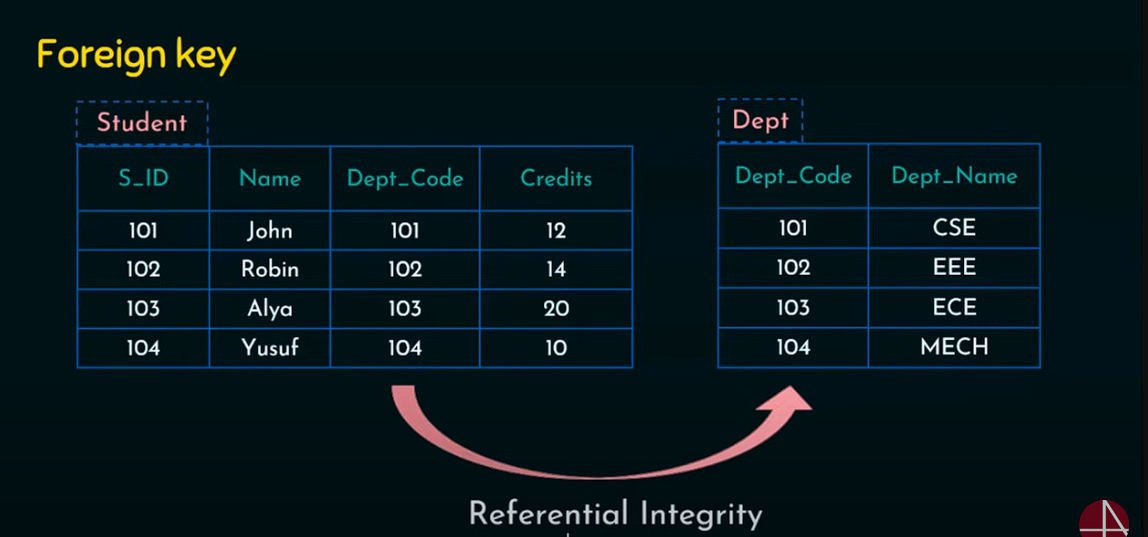 Foreign key
Student
S_ID Name Dept_Code Credits
101 John 101 12
102 Robin 102 14
103 Alya 103 20
104 Yusuf 104 10
Dept
Dept_Code Dept_Name
101 CSE
102 EEE
103 ECE
104 MECH
Referential Integrity